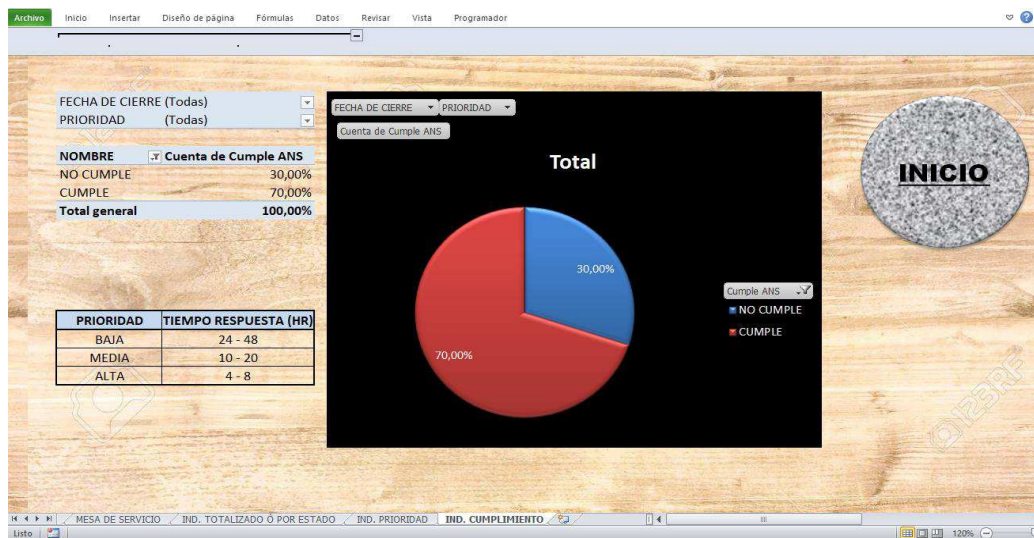 Archivo Inicio Insertar Diseño de página Fórmulas Datos Revisar Vista Programador
FECHA DE CIERRE (Todas)
PRIORIDAD (Todas)
NOMBRE Cuenta de Cumple ANS
NO CUMPLE 30,00%
CUMPLE 70,00%
Total general 100,00%
PRIORIDAD TIEMPO RESPUESTA (HR)
BAJA 24 - 48
MEDIA 10 - 20
ALTA 4 - 8
FECHA DE CIERRE PRIORIDAD
Cuenta de Cumple ANS
Total
30,00%
70,00%
Cumple ANS
NO CUMPLE
CUMPLE
INICIO
123RF
MESA DE SERVICIO IND. TOTALIZADO Ó POR ESTADO IND. PRIORIDAD IND. CUMPLIMIENTO
Listo 120%